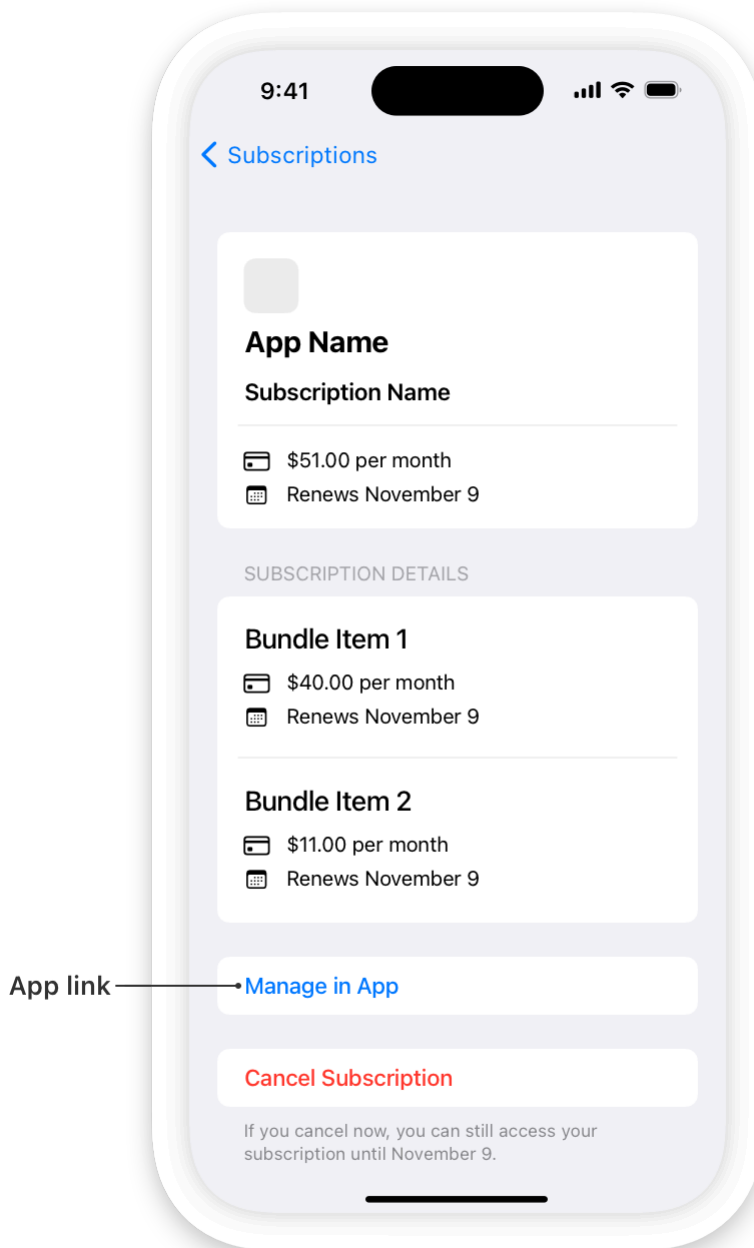 9:41
Subscriptions
App Name
Subscription Name
$51.00 per month
Renews November 9
SUBSCRIPTION DETAILS
Bundle Item 1
$40.00 per month
Renews November 9
Bundle Item 2
$11.00 per month
Renews November 9
App link
Manage in App
Cancel Subscription
If you cancel now, you can still access your
subscription until November 9.